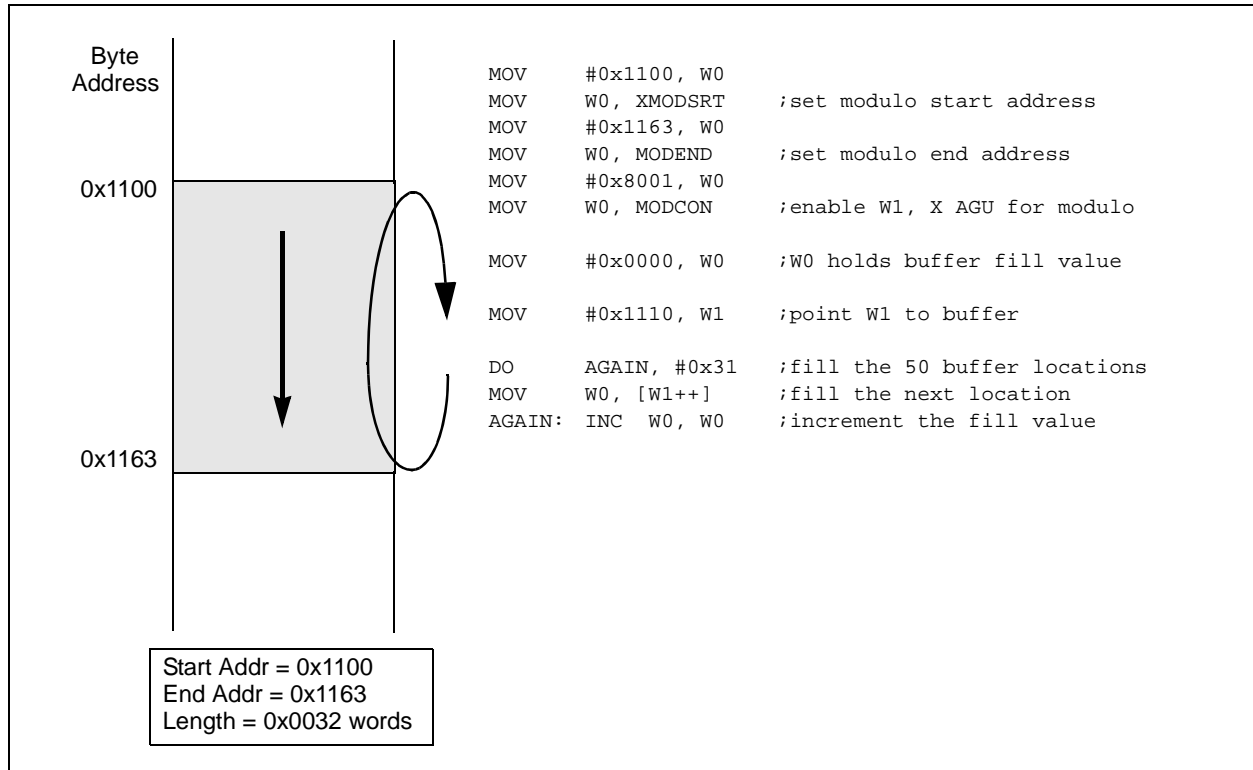 Byte
Address
0x1100
0x1163
MOV #0x1100, W0
MOV W0, XMODSRT ;set modulo start address
MOV #0x1163, W0
MOV W0, MODEND ;set modulo end address
MOV #0x8001, W0
MOV W0, MODCON ;enable W1, X AGU for modulo
MOV #0x0000, W0 ;W0 holds buffer fill value
MOV #0x1110, W1 ;point W1 to buffer
DO AGAIN, #0x31 ;fill the 50 buffer locations
MOV W0, [W1++] ;fill the next location
AGAIN: INC W0, W0 ;increment the fill value
Start Addr = 0x1100
End Addr = 0x1163
Length = 0x0032 words